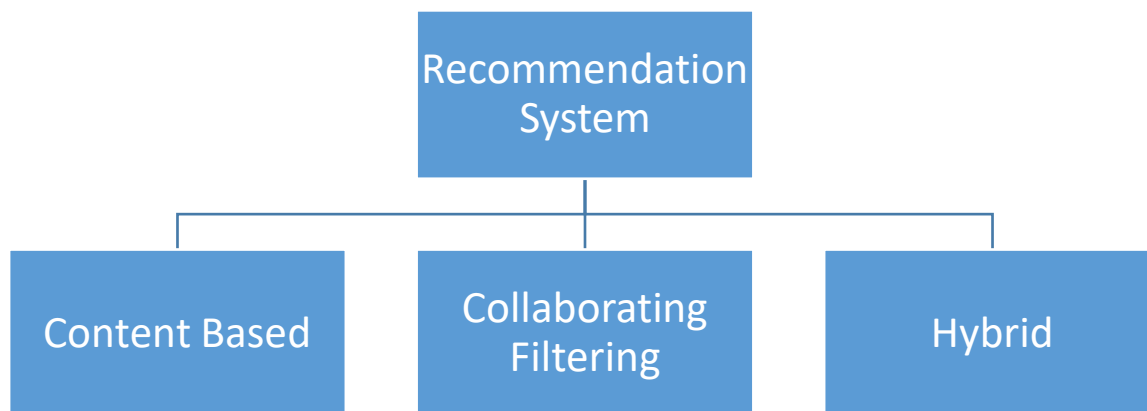 Recommendation
System
Content Based
Collaborating
Filtering
Hybrid